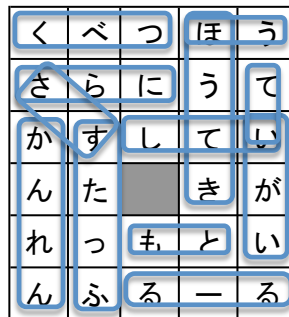 くべつほう
さらにうて
かすしてい
んた きが
れっもとい
んふるーる